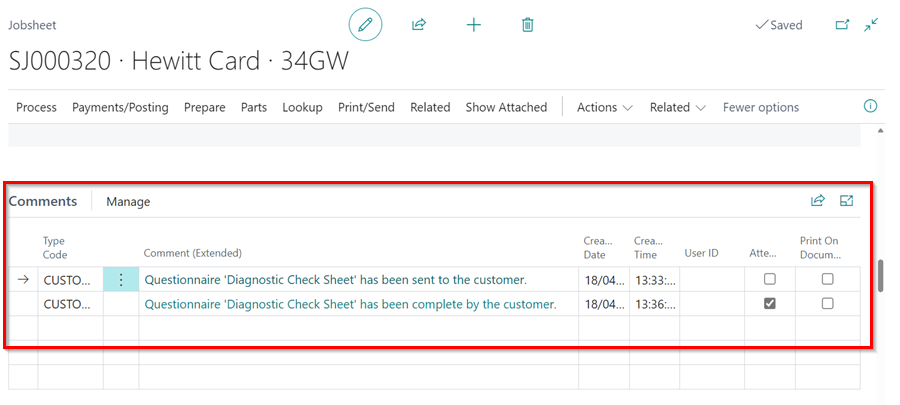 Jobsheet
Saved
SJ000320 · Hewitt Card · 34GW
Process Payments/Posting Prepare Parts Lookup Print/Send Related Show Attached Actions Related Fewer options
Comments Manage
Type Code Comment (Extended) Crea... Date Crea... Time User ID Atte... Print On Docum...
CUSTO... Questionnaire 'Diagnostic Check Sheet' has been sent to the customer. 18/04... 13:33:...
CUSTO... Questionnaire 'Diagnostic Check Sheet' has been complete by the customer. 18/04... 13:36:...